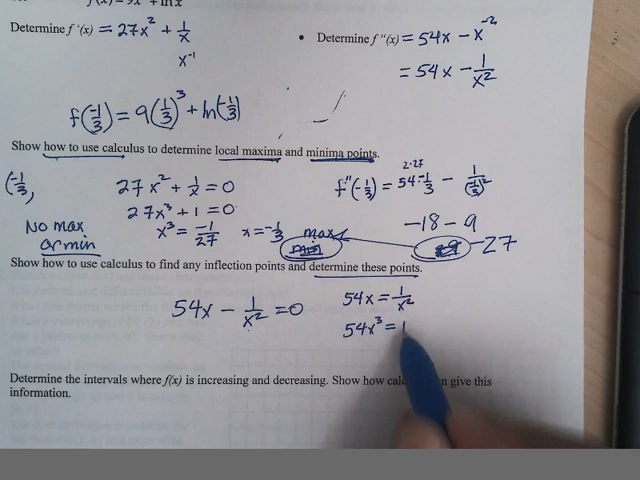 f(x) = 9x³ + ln x
Determine f '(x) = 27x² + 1/x
x⁻¹
• Determine f "(x) = 54x - x⁻²
= 54x - 1/x²
f(-1/3) = 9(1/3)³ + ln(-1/3)
Show how to use calculus to determine local maxima and minima points.
(-1/3,
27x² + 1/x = 0
27x³ + 1 = 0
x³ = -1/27 x = -1/3
No max
or min
2·27
f"(-1/3) = 54·-1/3 - 1/(-1/3)²
-18 - 9
-27
max
Show how to use calculus to find any inflection points and determine these points.
54x - 1/x² = 0
54x = 1/x²
54x³ = 1
Determine the intervals where f(x) is increasing and decreasing. Show how calc n give this
information.